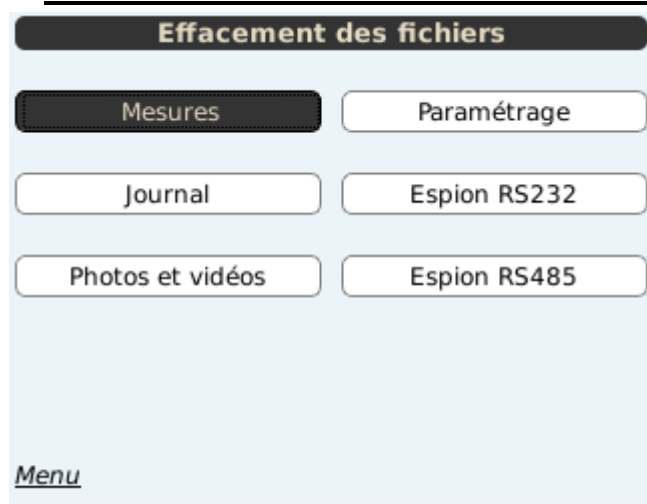 Effacement des fichiers
Mesures
Paramétrage
Journal
Espion RS232
Photos et vidéos
Espion RS485
Menu